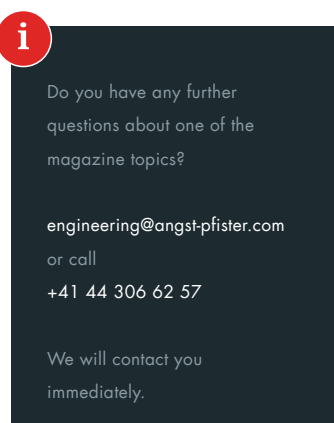 i
Do you have any further
questions about one of the
magazine topics?
engineering@angst-pfister.com
or call
+41 44 306 62 57
We will contact you
immediately.